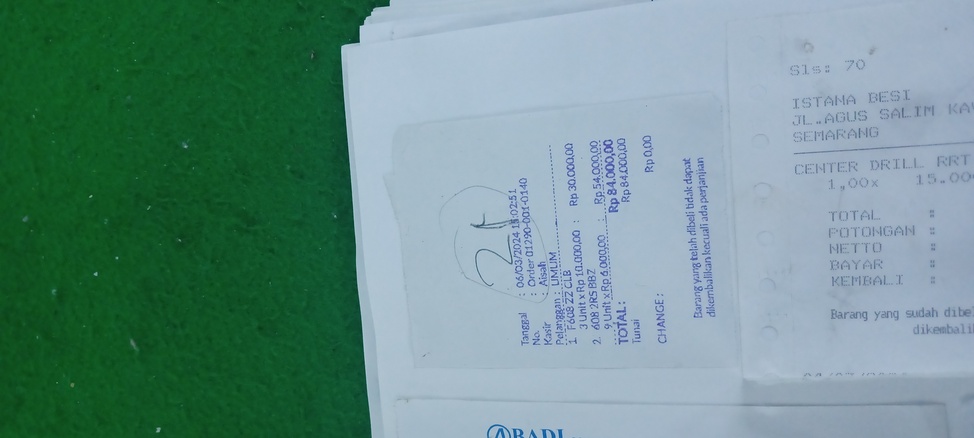 21
Tanggal : 06/03/2024 15:02:51
No. : Order 01290-001-0140
Kasir : Aisah
Pelanggan : UMUM
1 F608 ZZ CLB
3 Unit x Rp 10.000,00 : Rp 30.000,00
2. 608 2RS BBZ
9 Unit x Rp 6.000,00 : Rp 54.000,00
TOTAL : Rp 84.000,00
Tunai Rp 84.000,00
CHANGE : Rp 0,00
Barang yang telah dibeli tidak dapat
dikembalikan kecuali ada perjanjian
Sls: 70
ISTANA BESI
JL.AGUS SALIM
SEMARANG
CENTER DRILL RRT
1,00x 15.00
TOTAL :
POTONGAN :
NETTO :
BAYAR :
KEMBALI :
Barang yang sudah dibe
dikembali
ABADI